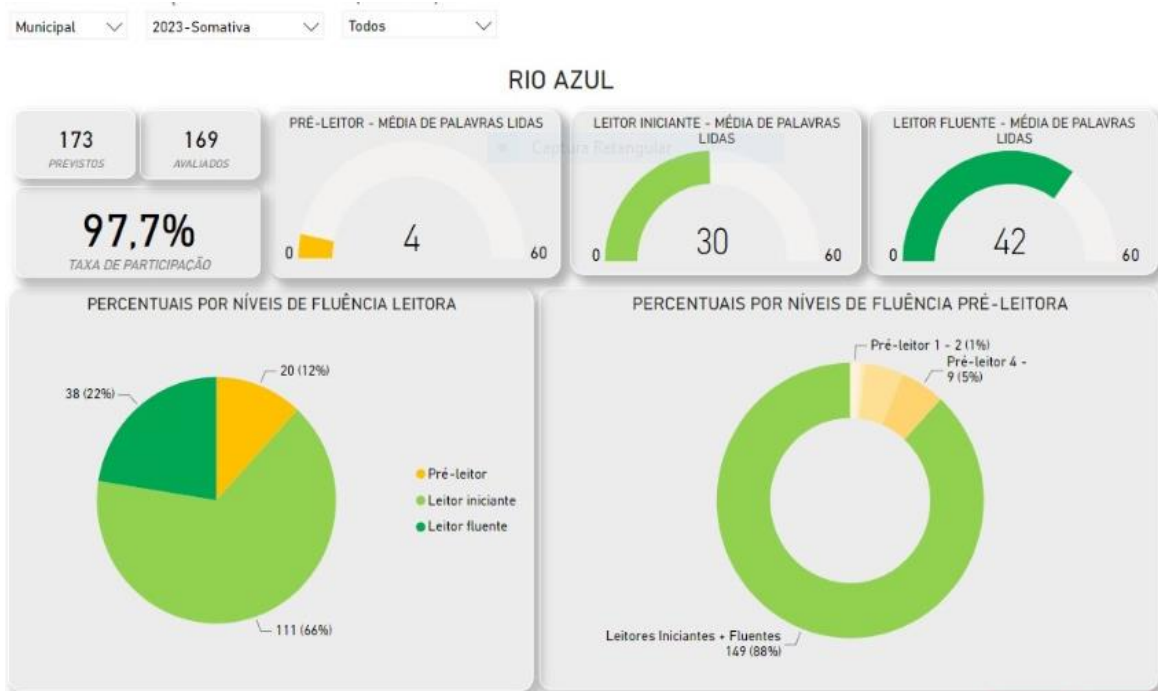 Municipal
2023-Somativa
Todos
RIO AZUL
173
PREVISTOS
169
AVALIADOS
97,7%
TAXA DE PARTICIPAÇÃO
PRÉ-LEITOR - MÉDIA DE PALAVRAS LIDAS
0
4
60
LEITOR INICIANTE - MÉDIA DE PALAVRAS
LIDAS
Captura Retangular
0
30
60
LEITOR FLUENTE - MÉDIA DE PALAVRAS
LIDAS
0
42
60
PERCENTUAIS POR NÍVEIS DE FLUÊNCIA LEITORA
20 (12%)
38 (22%)
111 (66%)
Pré-leitor
Leitor iniciante
Leitor fluente
PERCENTUAIS POR NÍVEIS DE FLUÊNCIA PRÉ-LEITORA
Pré-leitor 1 - 2 (1%)
Pré-leitor 4 -
9 (5%)
Leitores Iniciantes + Fluentes
149 (88%)